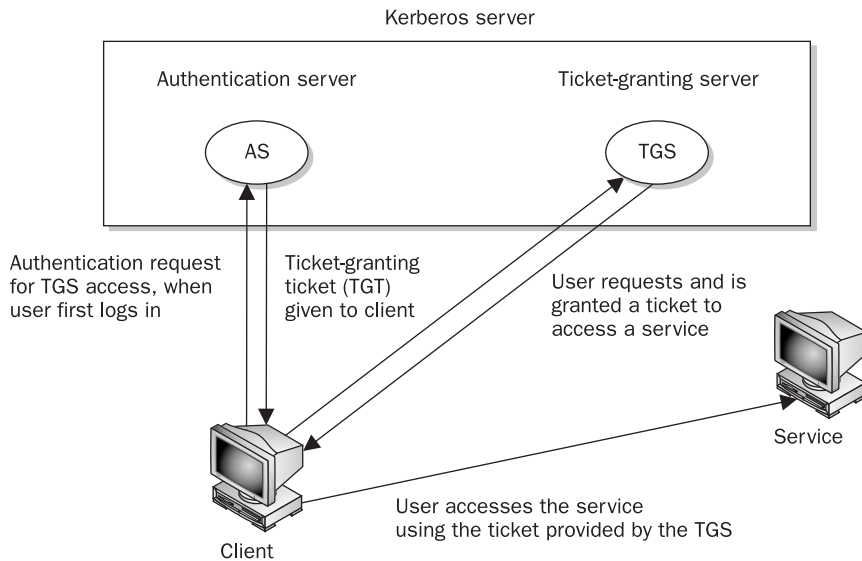 Kerberos server
Authentication server
Ticket-granting server
AS
TGS
Authentication request
for TGS access, when
user first logs in
Ticket-granting
ticket (TGT)
given to client
User requests and is
granted a ticket to
access a service
Service
User accesses the service
using the ticket provided by the TGS
Client